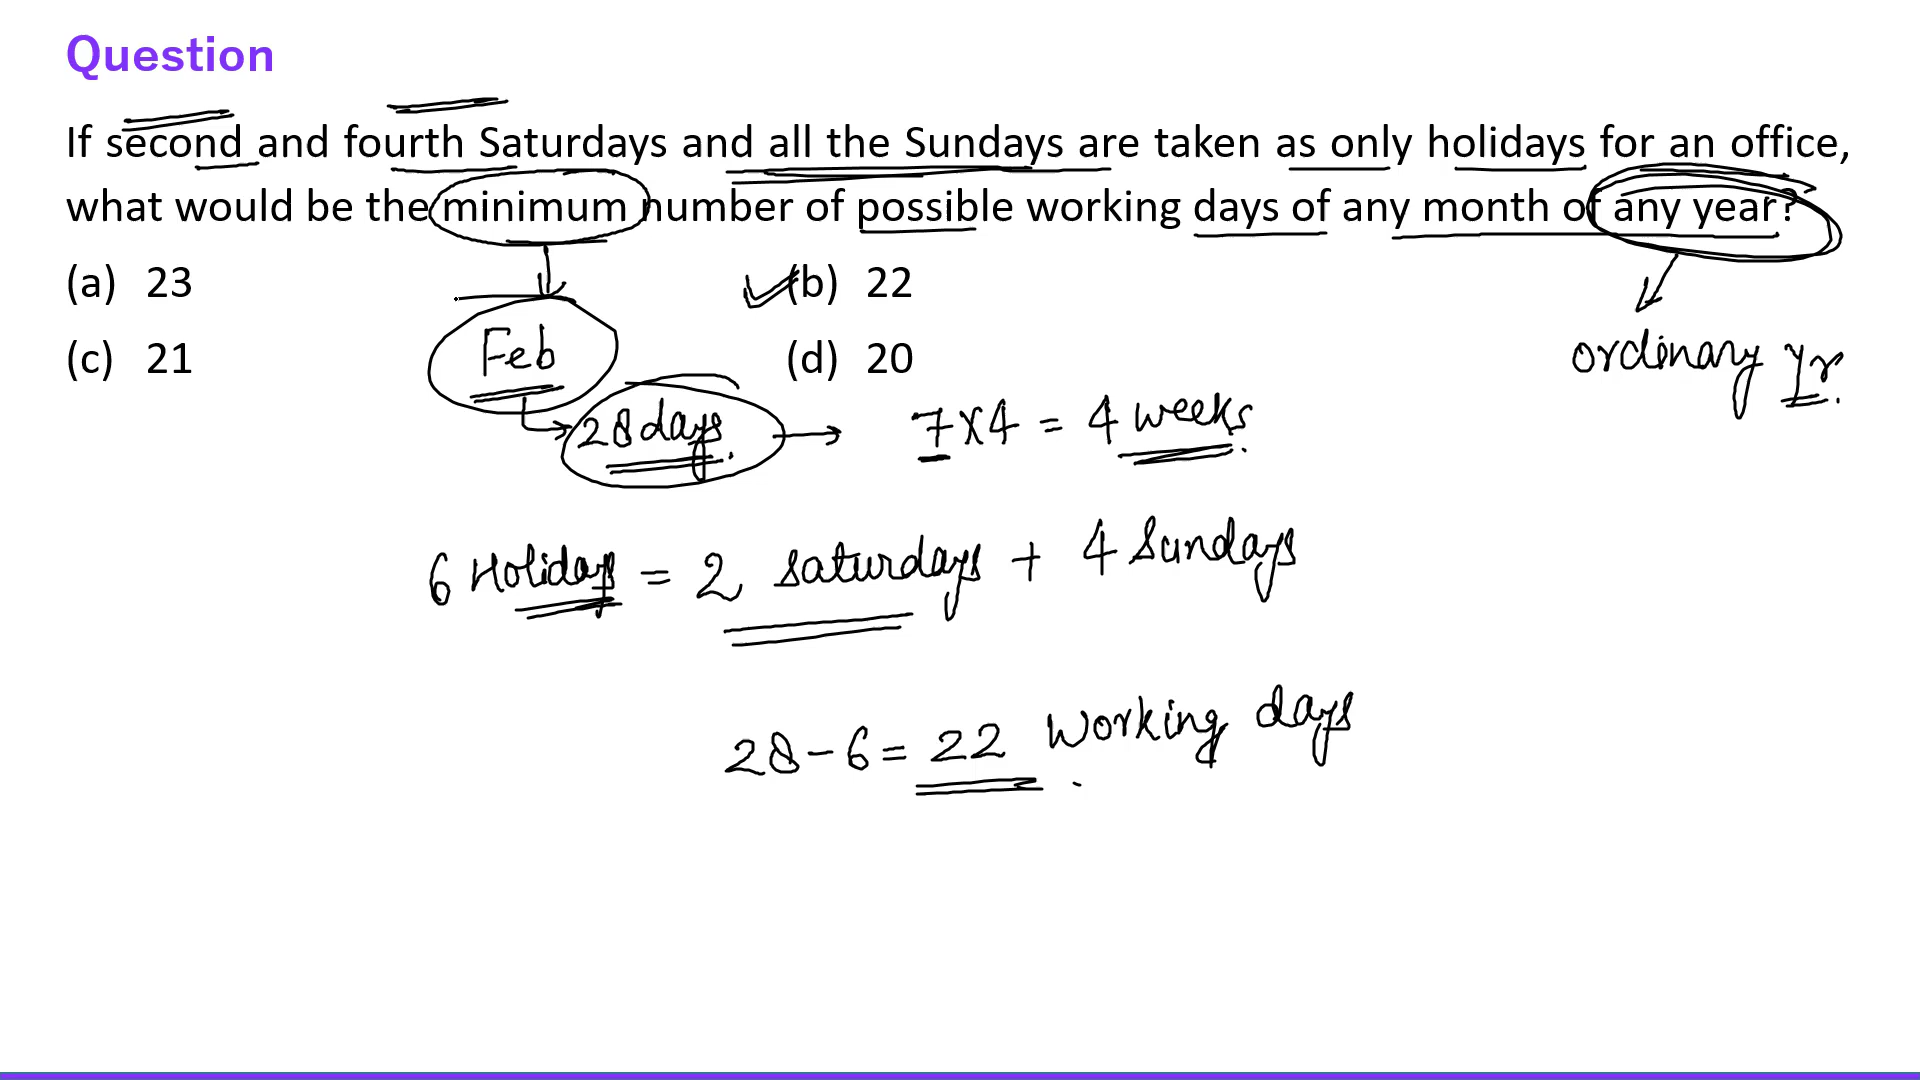 Question
If second and fourth Saturdays and all the Sundays are taken as only holidays for an office,
what would be the minimum number of possible working days of any month of any year?
(a) 23 (b) 22
(c) 21 (d) 20
Feb
ordinary yr.
28 days. → 7x4 = 4 weeks.
6 Holidays = 2 Saturdays + 4 Sundays
28-6 = 22 Working days